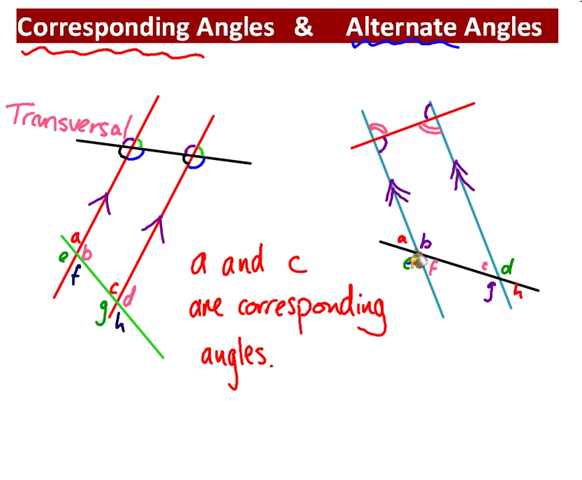 Corresponding Angles & Alternate Angles
Transversal
a
e b
f
c
g d
h
a and c
are corresponding
angles.
a b
e f
c d
g h